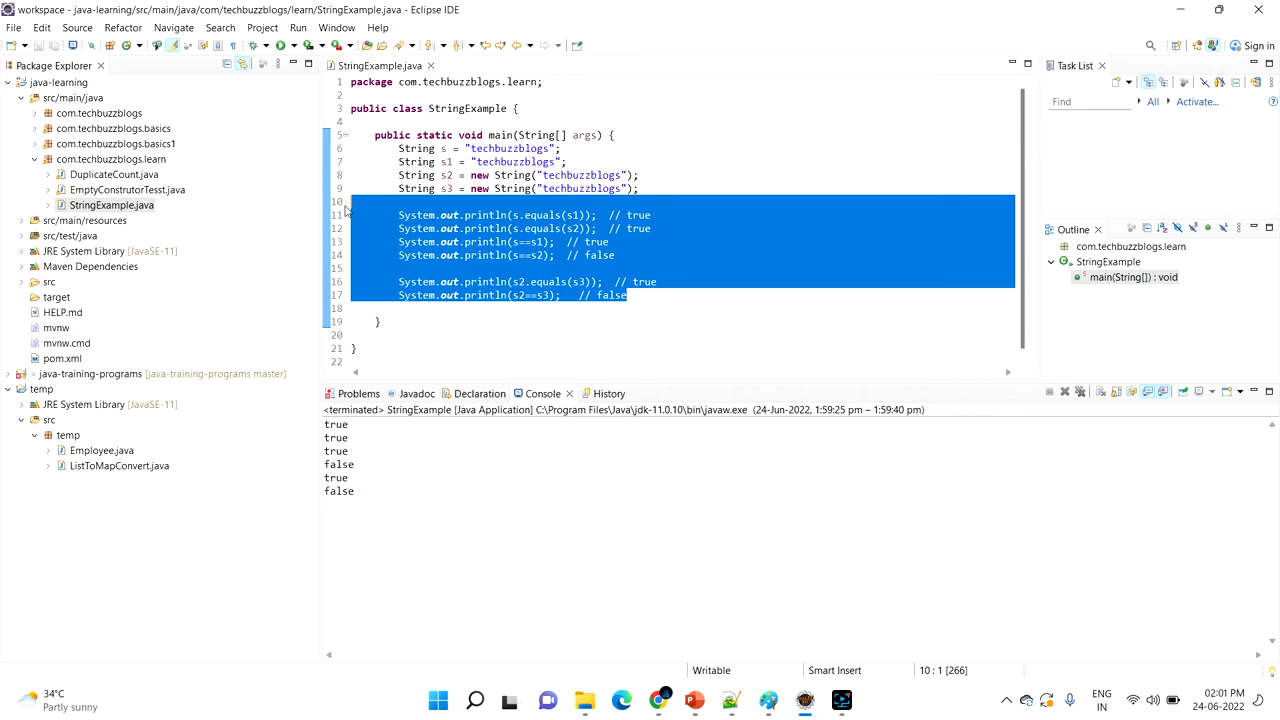 workspace - java-learning/src/main/java/com/techbuzzblogs/learn/StringExample.java - Eclipse IDE
File Edit Source Refactor Navigate Search Project Run Window Help
Sign in
Package Explorer
java-learning
src/main/java
com.techbuzzblogs
com.techbuzzblogs.basics
com.techbuzzblogs.basics1
com.techbuzzblogs.learn
DuplicateCount.java
EmptyConstrutorTesst.java
StringExample.java
src/main/resources
src/test/java
JRE System Library [JavaSE-11]
Maven Dependencies
src
target
HELP.md
mvnw
mvnw.cmd
pom.xml
> java-training-programs [java-training-programs master]
temp
JRE System Library [JavaSE-11]
src
temp
Employee.java
ListToMapConvert.java
StringExample.java
1 package com.techbuzzblogs.learn;
2
3 public class StringExample {
4
5 public static void main(String[] args) {
6 String s = "techbuzzblogs";
7 String s1 = "techbuzzblogs";
8 String s2 = new String("techbuzzblogs");
9 String s3 = new String("techbuzzblogs");
10
11 System.out.println(s.equals(s1)); // true
12 System.out.println(s.equals(s2)); // true
13 System.out.println(s==s1); // true
14 System.out.println(s==s2); // false
15
16 System.out.println(s2.equals(s3)); // true
17 System.out.println(s2==s3); // false
18
19 }
20
21 }
22
Task List
Find All Activate...
Outline
com.techbuzzblogs.learn
StringExample
main(String[]) : void
Problems Javadoc Declaration Console History
<terminated> StringExample [Java Application] C:\Program Files\Java\jdk-11.0.10\bin\javaw.exe (24-Jun-2022, 1:59:25 pm – 1:59:40 pm)
true
true
true
false
true
false
Writable Smart Insert 10 : 1 [266]
34°C
Partly sunny
ENG
IN
02:01 PM
24-06-2022